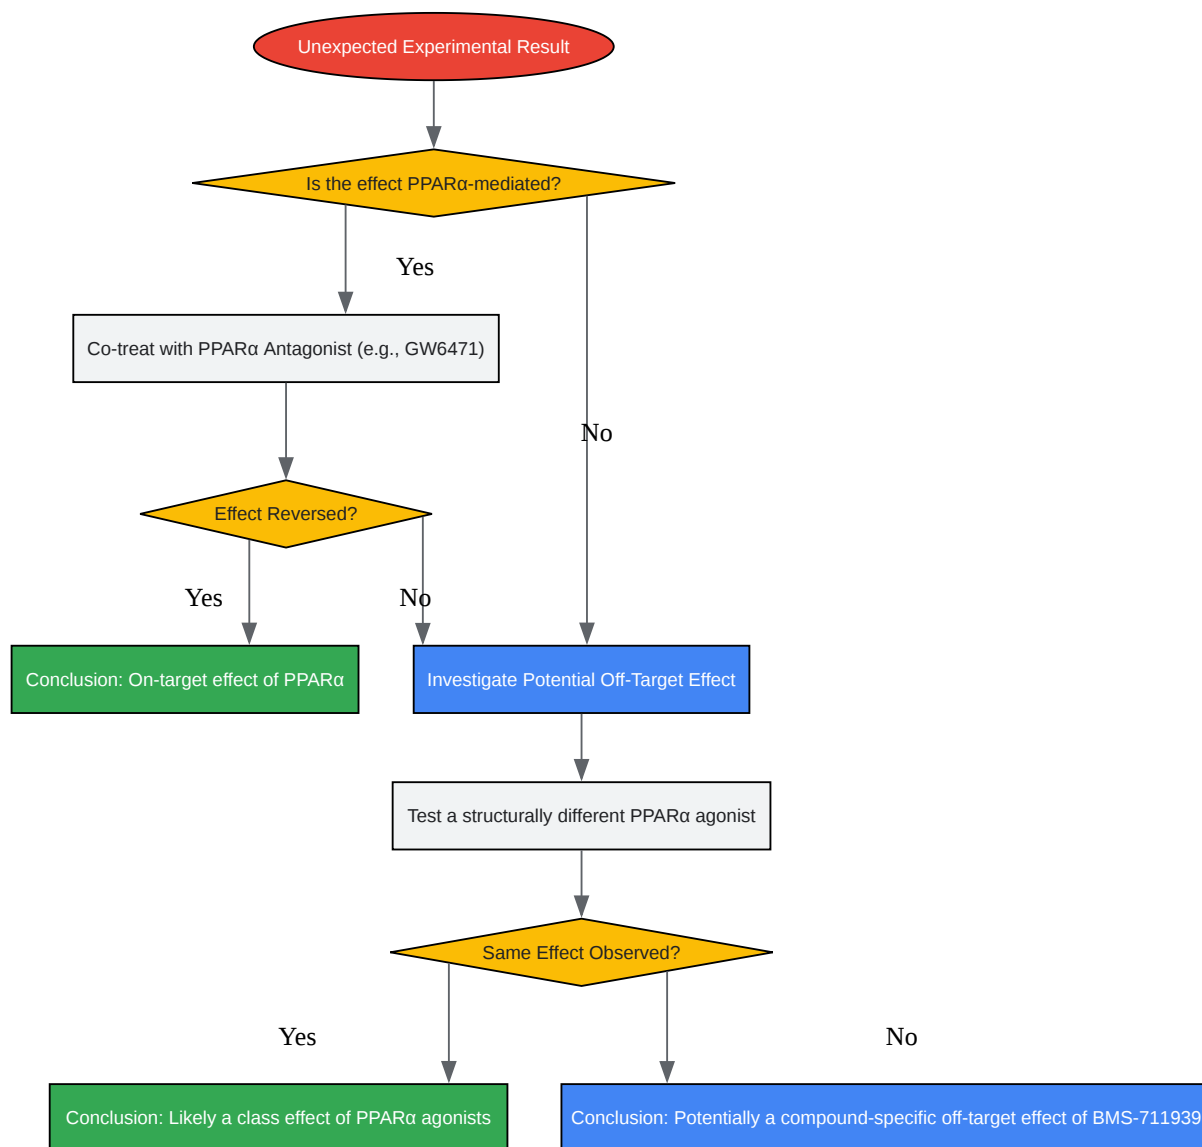 Unexpected Experimental Result
Is the effect PPARα-mediated?
Yes
Co-treat with PPARα Antagonist (e.g., GW6471)
No
Effect Reversed?
Yes
No
Conclusion: On-target effect of PPARα
Investigate Potential Off-Target Effect
Test a structurally different PPARα agonist
Same Effect Observed?
Yes
No
Conclusion: Likely a class effect of PPARα agonists
Conclusion: Potentially a compound-specific off-target effect of BMS-711939